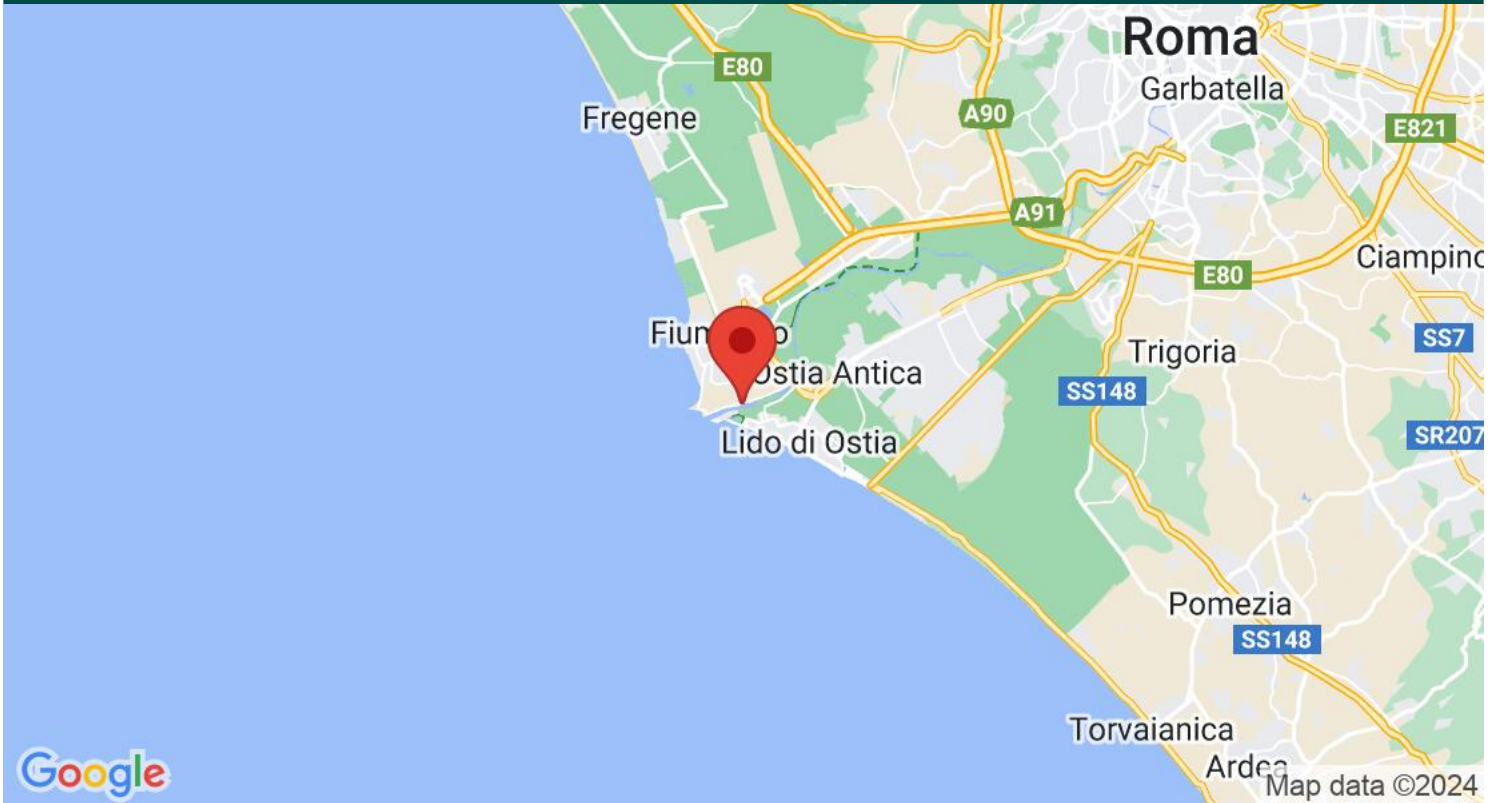 Roma
Garbatella
E80
Fregene
A90
E821
A91
Ciampino
E80
Fium
o
Ostia Antica
Trigoria
SS7
SS148
SR207
Lido di Ostia
Pomezia
SS148
Torvaianica
Ardea
Google
Map data ©2024